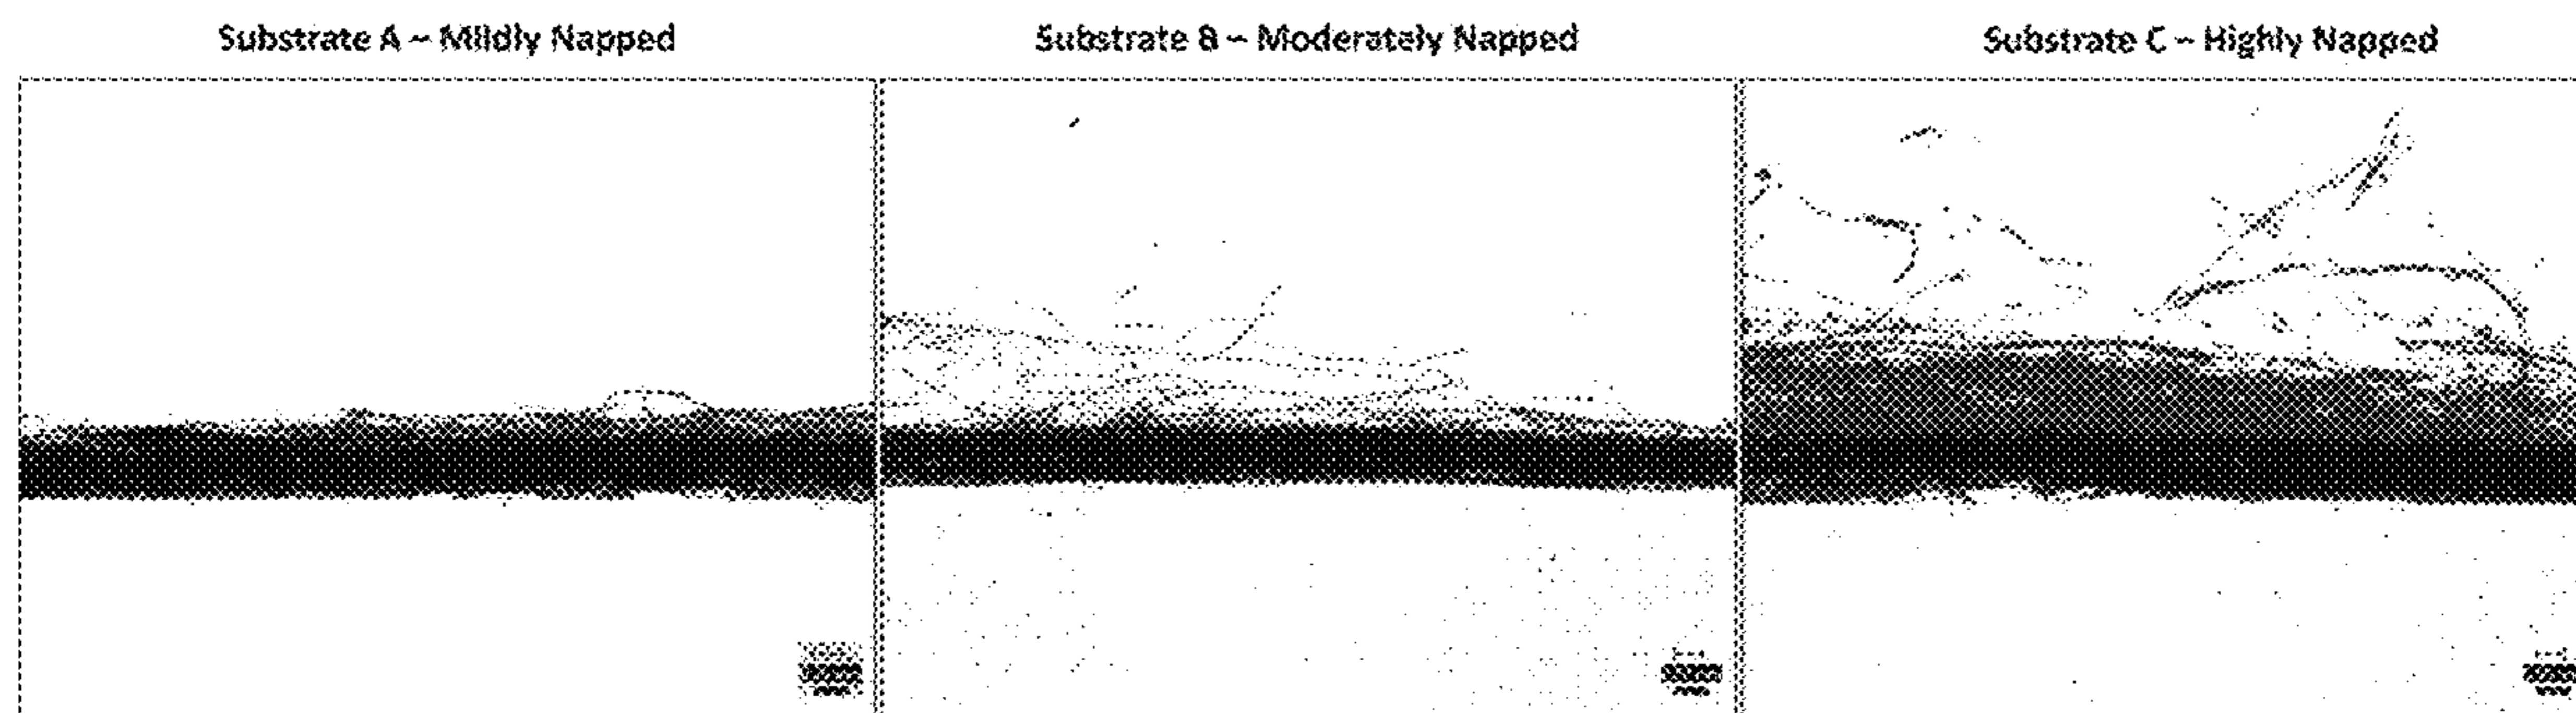 Substrate A – Mildly Napped
Substrate B – Moderately Napped
Substrate C – Highly Napped